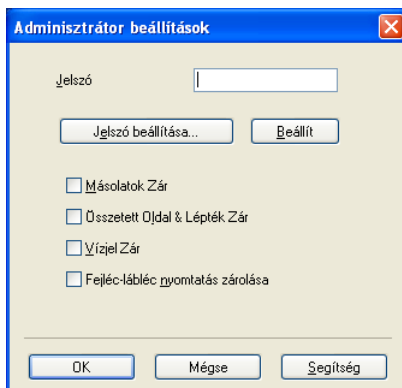 Adminisztrátor beállítások
Jelszó
Jelszó beállítása...
Beállít
Másolatok Zár
Összetett Oldal & Lépték Zár
Vízjel Zár
Fejléc-lábléc nyomtatás zárolása
OK
Mégse
Segítség